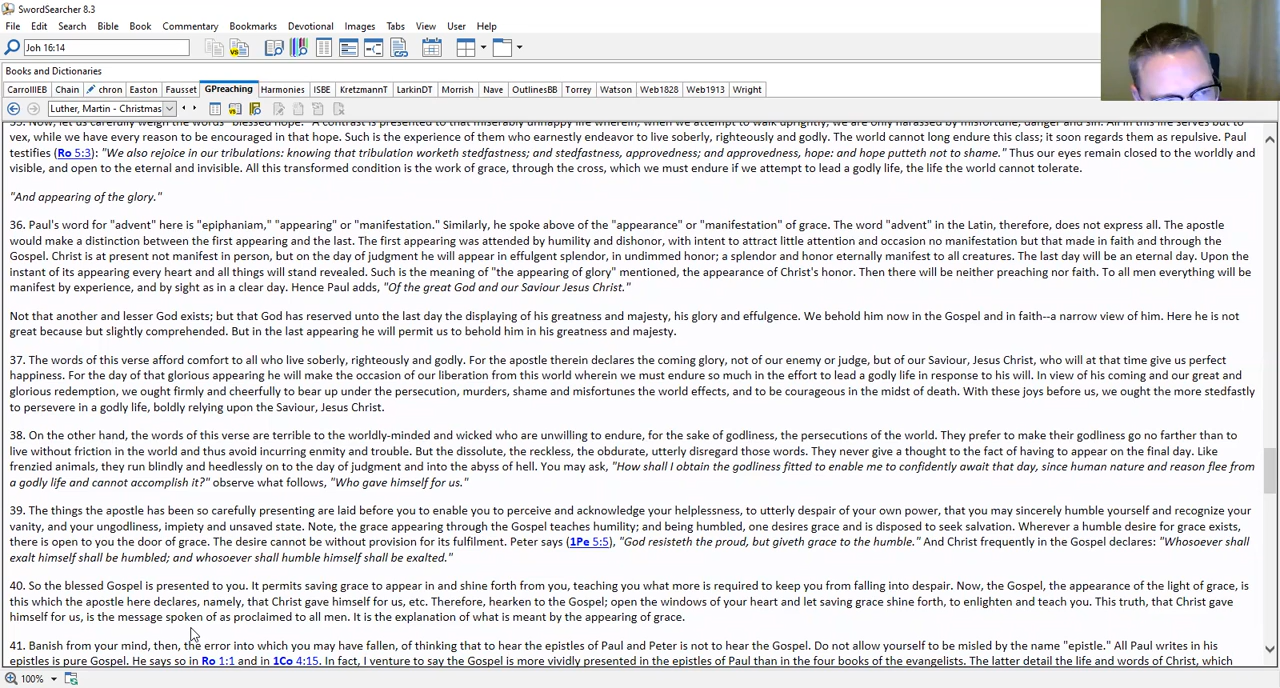 SwordSearcher 8.3
File Edit Search Bible Book Commentary Bookmarks Devotional Images Tabs View User Help
Joh 16:14
Books and Dictionaries
CarrollIEB Chain chron Easton Fausset GPreaching Harmonies ISBE KretzmannT LarkinDT Morrish Nave OutlinesBB Torrey Watson Web1828 Web1913 Wright
Luther, Martin - Christmas
35. Now, let us carefully weigh the words "blessed hope." A contrast is presented to that miserably unhappy life wherein, when we attempt to walk uprightly, we are only harassed by misfortune, danger and sin. All in this life serves but to
vex, while we have every reason to be encouraged in that hope. Such is the experience of them who earnestly endeavor to live soberly, righteously and godly. The world cannot long endure this class; it soon regards them as repulsive. Paul
testifies (Ro 5:3): "We also rejoice in our tribulations: knowing that tribulation worketh stedfastness; and stedfastness, approvedness; and approvedness, hope: and hope putteth not to shame." Thus our eyes remain closed to the worldly and
visible, and open to the eternal and invisible. All this transformed condition is the work of grace, through the cross, which we must endure if we attempt to lead a godly life, the life the world cannot tolerate.
"And appearing of the glory."
36. Paul's word for "advent" here is "epiphaniam," "appearing" or "manifestation." Similarly, he spoke above of the "appearance" or "manifestation" of grace. The word "advent" in the Latin, therefore, does not express all. The apostle
would make a distinction between the first appearing and the last. The first appearing was attended by humility and dishonor, with intent to attract little attention and occasion no manifestation but that made in faith and through the
Gospel. Christ is at present not manifest in person, but on the day of judgment he will appear in effulgent splendor, in undimmed honor; a splendor and honor eternally manifest to all creatures. The last day will be an eternal day. Upon the
instant of its appearing every heart and all things will stand revealed. Such is the meaning of "the appearing of glory" mentioned, the appearance of Christ's honor. Then there will be neither preaching nor faith. To all men everything will be
manifest by experience, and by sight as in a clear day. Hence Paul adds, "Of the great God and our Saviour Jesus Christ."
Not that another and lesser God exists; but that God has reserved unto the last day the displaying of his greatness and majesty, his glory and effulgence. We behold him now in the Gospel and in faith--a narrow view of him. Here he is not
great because but slightly comprehended. But in the last appearing he will permit us to behold him in his greatness and majesty.
37. The words of this verse afford comfort to all who live soberly, righteously and godly. For the apostle therein declares the coming glory, not of our enemy or judge, but of our Saviour, Jesus Christ, who will at that time give us perfect
happiness. For the day of that glorious appearing he will make the occasion of our liberation from this world wherein we must endure so much in the effort to lead a godly life in response to his will. In view of his coming and our great and
glorious redemption, we ought firmly and cheerfully to bear up under the persecution, murders, shame and misfortunes the world effects, and to be courageous in the midst of death. With these joys before us, we ought the more stedfastly
to persevere in a godly life, boldly relying upon the Saviour, Jesus Christ.
38. On the other hand, the words of this verse are terrible to the worldly-minded and wicked who are unwilling to endure, for the sake of godliness, the persecutions of the world. They prefer to make their godliness go no farther than to
live without friction in the world and thus avoid incurring enmity and trouble. But the dissolute, the reckless, the obdurate, utterly disregard those words. They never give a thought to the fact of having to appear on the final day. Like
frenzied animals, they run blindly and heedlessly on to the day of judgment and into the abyss of hell. You may ask, "How shall I obtain the godliness fitted to enable me to confidently await that day, since human nature and reason flee from
a godly life and cannot accomplish it?" observe what follows, "Who gave himself for us."
39. The things the apostle has been so carefully presenting are laid before you to enable you to perceive and acknowledge your helplessness, to utterly despair of your own power, that you may sincerely humble yourself and recognize your
vanity, and your ungodliness, impiety and unsaved state. Note, the grace appearing through the Gospel teaches humility; and being humbled, one desires grace and is disposed to seek salvation. Wherever a humble desire for grace exists,
there is open to you the door of grace. The desire cannot be without provision for its fulfilment. Peter says (1Pe 5:5), "God resisteth the proud, but giveth grace to the humble." And Christ frequently in the Gospel declares: "Whosoever shall
exalt himself shall be humbled; and whosoever shall humble himself shall be exalted."
40. So the blessed Gospel is presented to you. It permits saving grace to appear in and shine forth from you, teaching you what more is required to keep you from falling into despair. Now, the Gospel, the appearance of the light of grace, is
this which the apostle here declares, namely, that Christ gave himself for us, etc. Therefore, hearken to the Gospel; open the windows of your heart and let saving grace shine forth, to enlighten and teach you. This truth, that Christ gave
himself for us, is the message spoken of as proclaimed to all men. It is the explanation of what is meant by the appearing of grace.
41. Banish from your mind, then, the error into which you may have fallen, of thinking that to hear the epistles of Paul and Peter is not to hear the Gospel. Do not allow yourself to be misled by the name "epistle." All Paul writes in his
epistles is pure Gospel. He says so in Ro 1:1 and in 1Co 4:15. In fact, I venture to say the Gospel is more vividly presented in the epistles of Paul than in the four books of the evangelists. The latter detail the life and words of Christ, which
100%